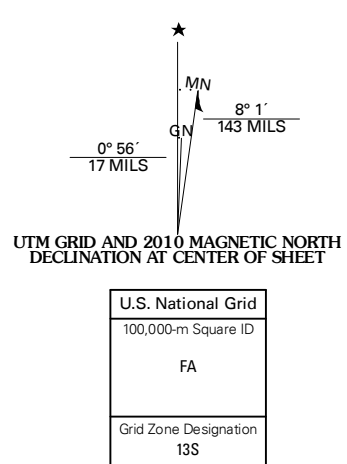 ★
MN
8° 1´
143 MILS
GN
0° 56´
17 MILS
UTM GRID AND 2010 MAGNETIC NORTH
DECLINATION AT CENTER OF SHEET
U.S. National Grid
100,000-m Square ID
FA
Grid Zone Designation
13S